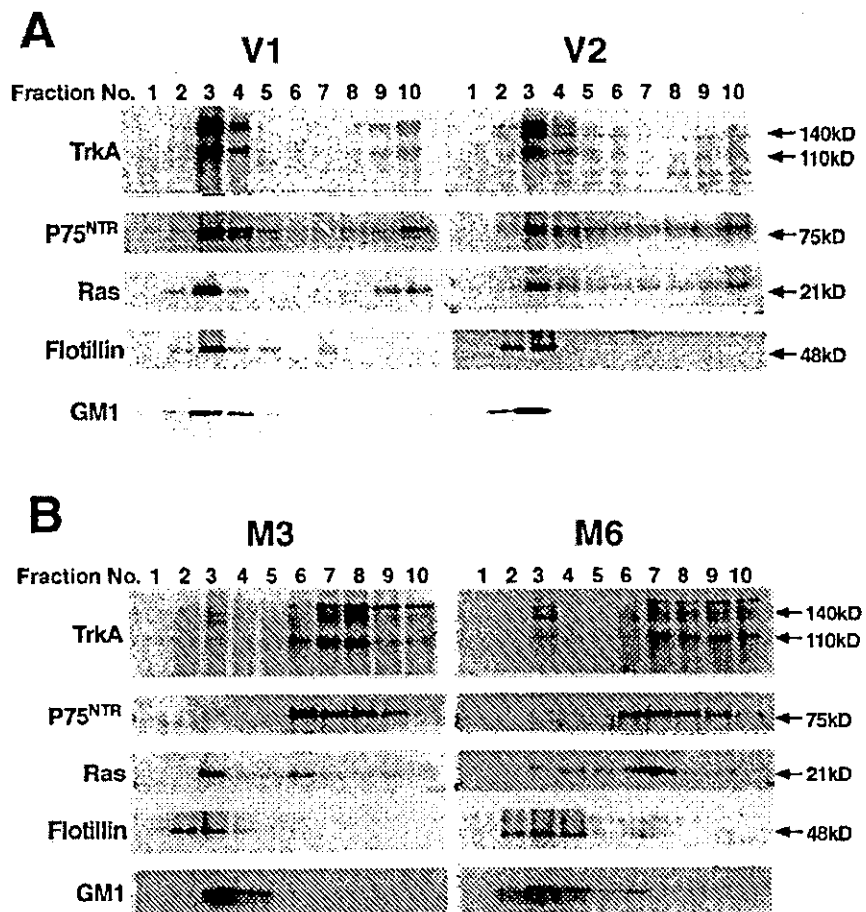 A
V1 V2
Fraction No. 1 2 3 4 5 6 7 8 9 10 1 2 3 4 5 6 7 8 9 10
TrkA
140kD
110kD
P75NTR 75kD
Ras 21kD
Flotillin 48kD
GM1
B
M3 M6
Fraction No. 1 2 3 4 5 6 7 8 9 10 1 2 3 4 5 6 7 8 9 10
TrkA
140kD
110kD
P75NTR 75kD
Ras 21kD
Flotillin 48kD
GM1